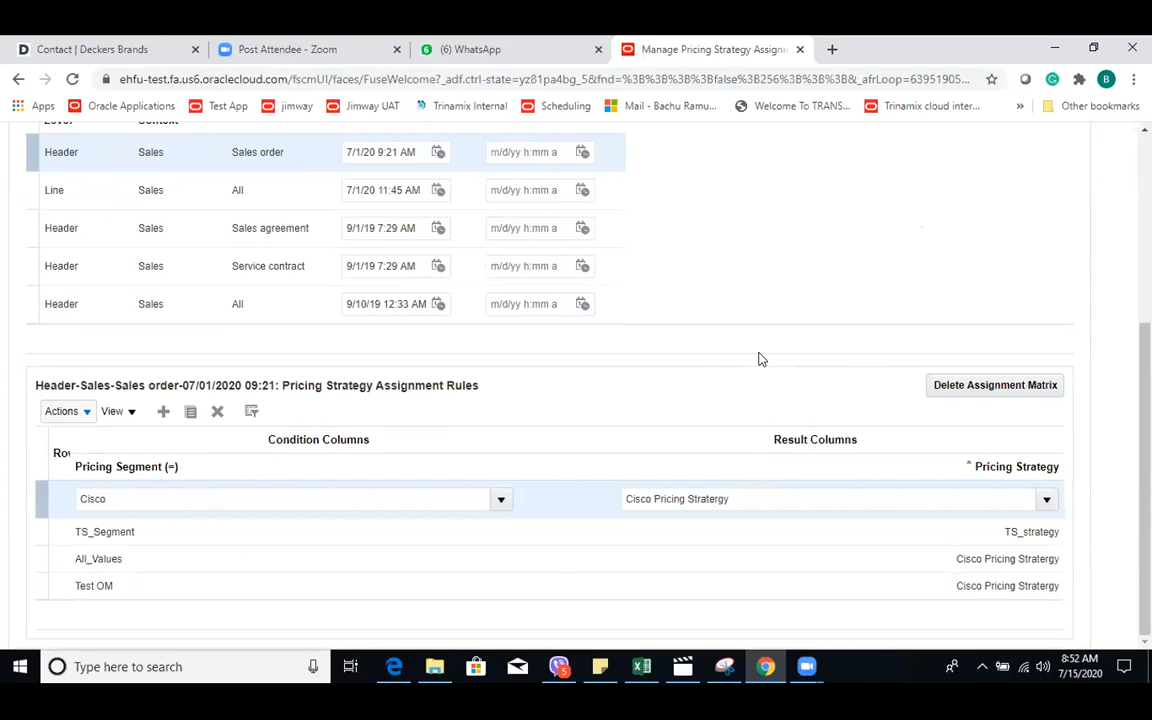 Contact | Deckers Brands
Post Attendee - Zoom
(6) WhatsApp
Manage Pricing Strategy Assignm
ehfu-test.fa.us6.oraclecloud.com/fscmUI/faces/FuseWelcome?_adf.ctrl-state=yz81pa4bg_5&fnd=%3B%3B%3B%3Bfalse%3B256%3B%3B%3B&_afrLoop=63951905...
B
Apps
Oracle Applications
Test App
jimway
Jimway UAT
Trinamix Internal
Scheduling
Mail - Bachu Ramu...
Welcome To TRANS...
Trinamix cloud inter...
»
Other bookmarks
Header Sales Sales order 7/1/20 9:21 AM m/d/yy h:mm a
Line Sales All 7/1/20 11:45 AM m/d/yy h:mm a
Header Sales Sales agreement 9/1/19 7:29 AM m/d/yy h:mm a
Header Sales Service contract 9/1/19 7:29 AM m/d/yy h:mm a
Header Sales All 9/10/19 12:33 AM m/d/yy h:mm a
Header-Sales-Sales order-07/01/2020 09:21: Pricing Strategy Assignment Rules
Delete Assignment Matrix
Actions View
Condition Columns Result Columns
Pricing Segment (=) * Pricing Strategy
Cisco Cisco Pricing Stratergy
TS_Segment TS_strategy
All_Values Cisco Pricing Stratergy
Test OM Cisco Pricing Stratergy
Type here to search
5
8:52 AM
7/15/2020